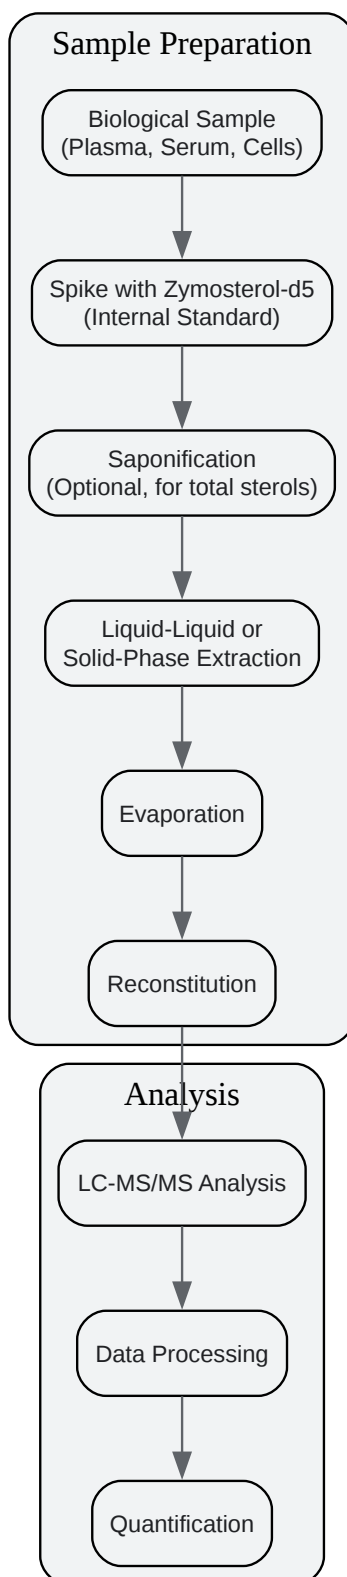 Sample Preparation
Biological Sample
(Plasma, Serum, Cells)
Spike with Zymosterol-d5
(Internal Standard)
Saponification
(Optional, for total sterols)
Liquid-Liquid or
Solid-Phase Extraction
Evaporation
Reconstitution
Analysis
LC-MS/MS Analysis
Data Processing
Quantification